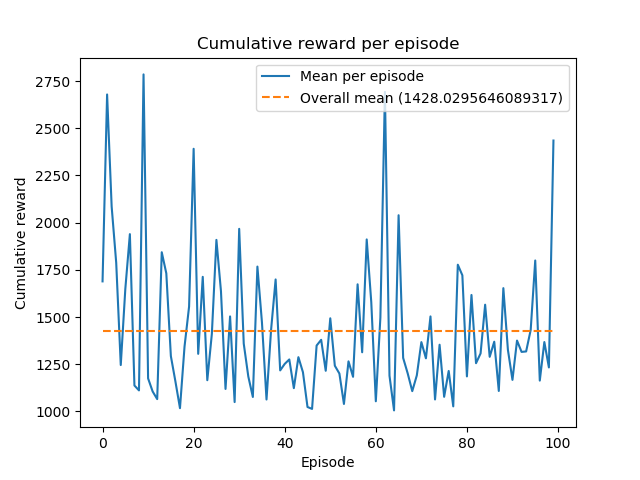 Cumulative reward per episode
Mean per episode
Overall mean (1428.0295646089317)
2750
2500
2250
2000
1750
1500
1250
1000
Cumulative reward
0 20 40 60 80 100
Episode